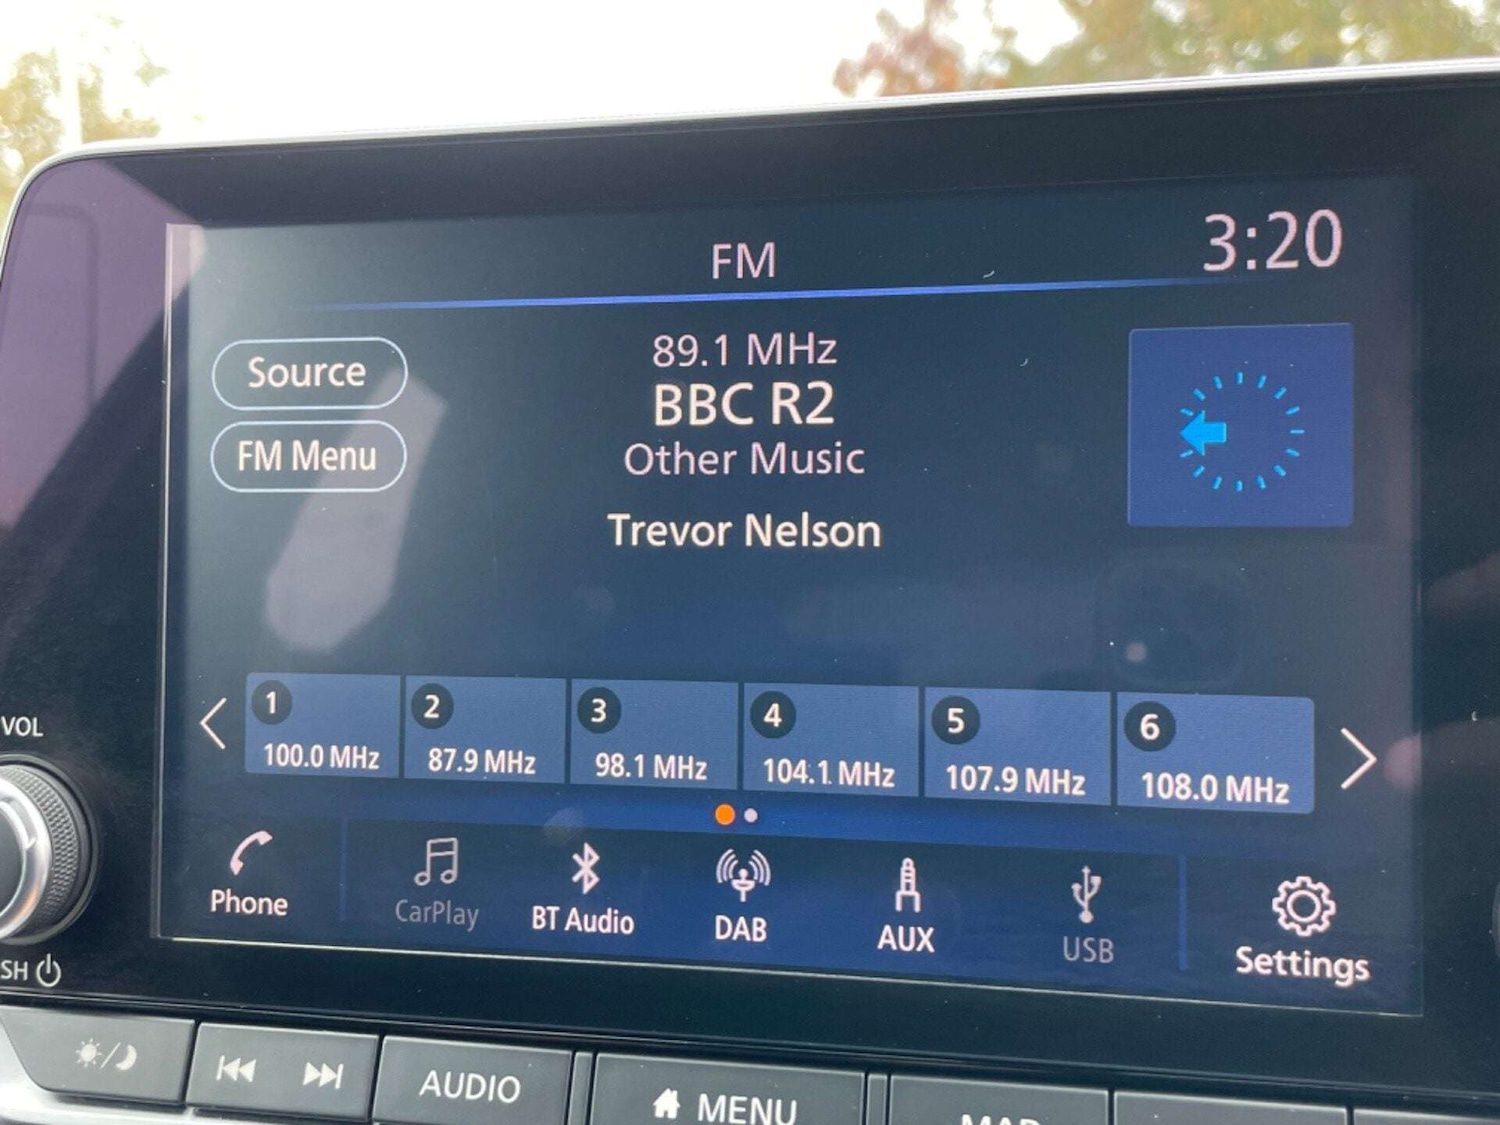 FM
3:20
Source
89.1 MHz
BBC R2
FM Menu
Other Music
Trevor Nelson
1
100.0 MHz
2
87.9 MHz
3
98.1 MHz
4
104.1 MHz
5
107.9 MHz
6
108.0 MHz
VOL
Phone
CarPlay
BT Audio
DAB
AUX
USB
Settings
SH
AUDIO
MENU
MAP